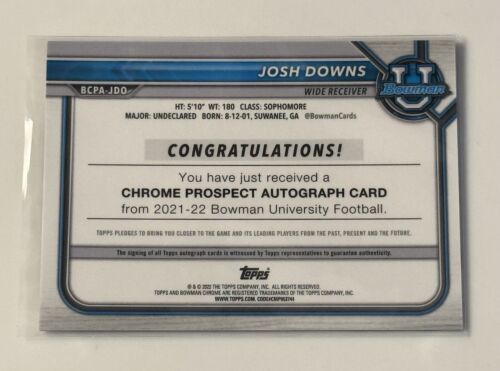 JOSH DOWNS
BCPA-JDO
WIDE RECEIVER
U
Bowman
HT: 5'10" WT: 180 CLASS: SOPHOMORE
MAJOR: UNDECLARED BORN: 8-12-01, SUWANEE, GA @BowmanCards
CONGRATULATIONS!
You have just received a
CHROME PROSPECT AUTOGRAPH CARD
from 2021-22 Bowman University Football.
TOPPS PLEDGES TO BRING YOU CLOSER TO THE GAME AND ITS LEADING PLAYERS FROM THE PAST, PRESENT AND THE FUTURE.
The signing of all Topps autograph cards is witnessed by Topps representatives to guarantee authenticity.
Topps
® & © 2022 THE TOPPS COMPANY, INC. ALL RIGHTS RESERVED.
TOPPS AND BOWMAN CHROME ARE REGISTERED TRADEMARKS OF THE TOPPS COMPANY, INC.
WWW.TOPPS.COM.